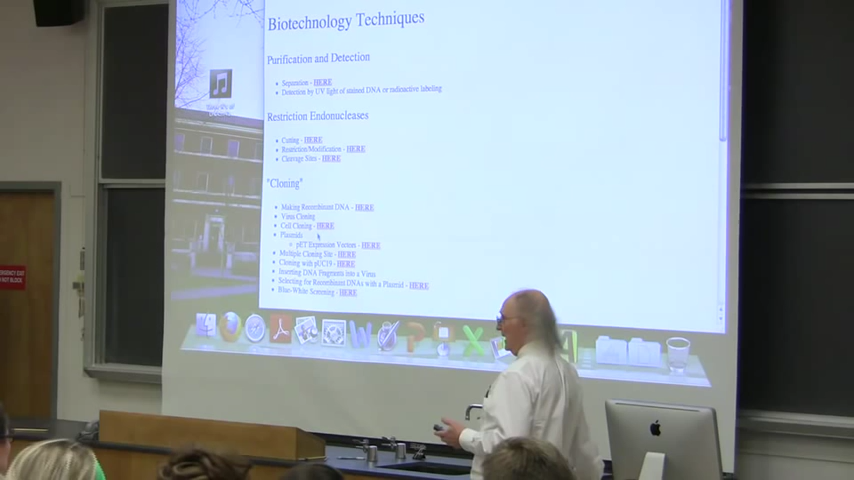 Biotechnology Techniques
Purification and Detection
Separation - HERE
Detection by UV light of stained DNA or radioactive labeling
Restriction Endonucleases
Cutting - HERE
Restriction/Modification - HERE
Cleavage Sites - HERE
"Cloning"
Making Recombinant DNA - HERE
Virus Cloning
Cell Cloning - HERE
Plasmids
pET Expression Vectors - HERE
Multiple Cloning Site - HERE
Cloning with pUC19 - HERE
Inserting DNA Fragments into a Virus
Selecting for Recombinant DNAs with a Plasmid - HERE
Blue-White Screening - HERE